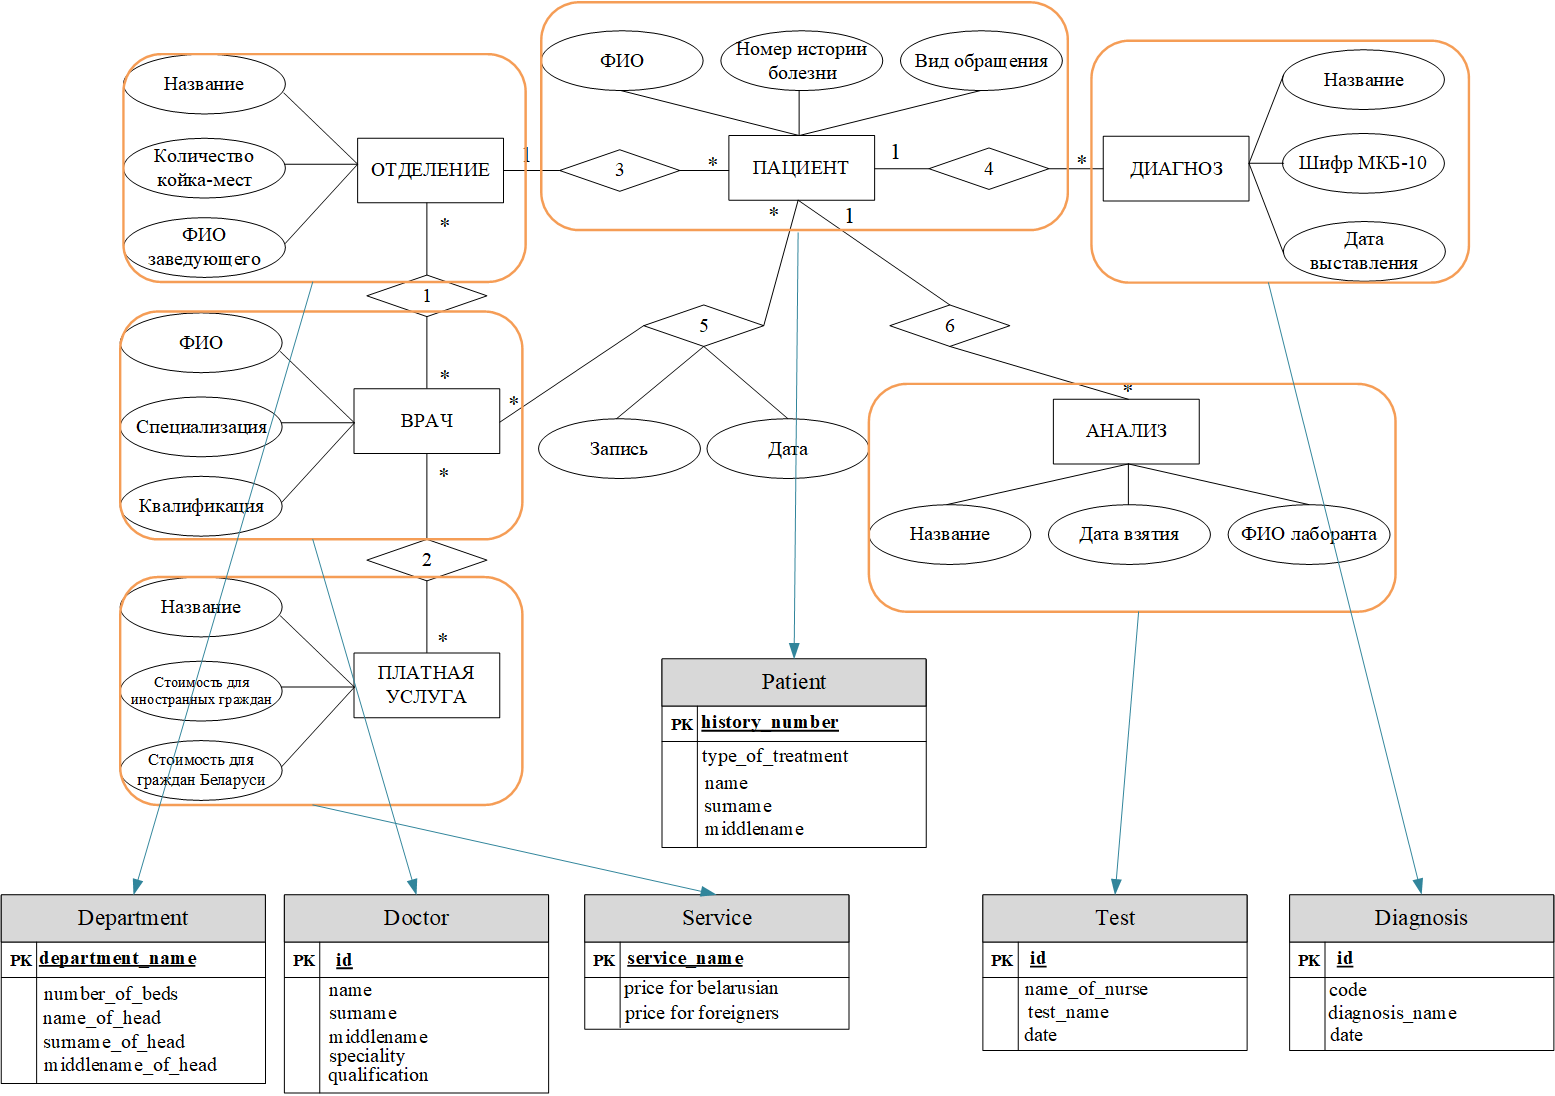 ФИО
Номер истории
болезни
Вид обращения
Название
Количество
койка-мест
ФИО
заведующего
ОТДЕЛЕНИЕ
1
3
*
ПАЦИЕНТ
1
4
*
ДИАГНОЗ
Название
Шифр МКБ-10
Дата
выставления
*
1
*
*
1
5
6
ФИО
Специализация
Квалификация
ВРАЧ
*
*
Запись
Дата
*
АНАЛИЗ
Название
Дата взятия
ФИО лаборанта
2
*
Название
Стоимость для
иностранных граждан
Стоимость для
граждан Беларуси
ПЛАТНАЯ
УСЛУГА
Patient
PK history_number
type_of_treatment
name
surname
middlename
Department
PK department_name
number_of_beds
name_of_head
surname_of_head
middlename_of_head
Doctor
PK id
name
surname
middlename
speciality
qualification
Service
PK service_name
price for belarusian
price for foreigners
Test
PK id
name_of_nurse
test_name
date
Diagnosis
PK id
code
diagnosis_name
date